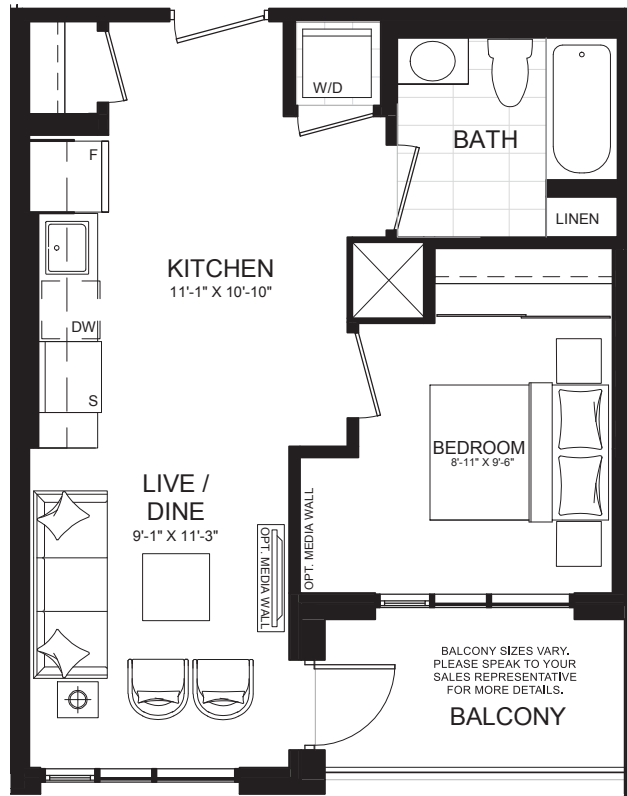 W/D
BATH
F
LINEN
KITCHEN
11'-1" X 10'-10"
DW
S
BEDROOM
8'-11" X 9'-6"
LIVE /
DINE
9'-1" X 11'-3"
OPT. MEDIA WALL
OPT. MEDIA WALL
BALCONY SIZES VARY.
PLEASE SPEAK TO YOUR
SALES REPRESENTATIVE
FOR MORE DETAILS.
BALCONY